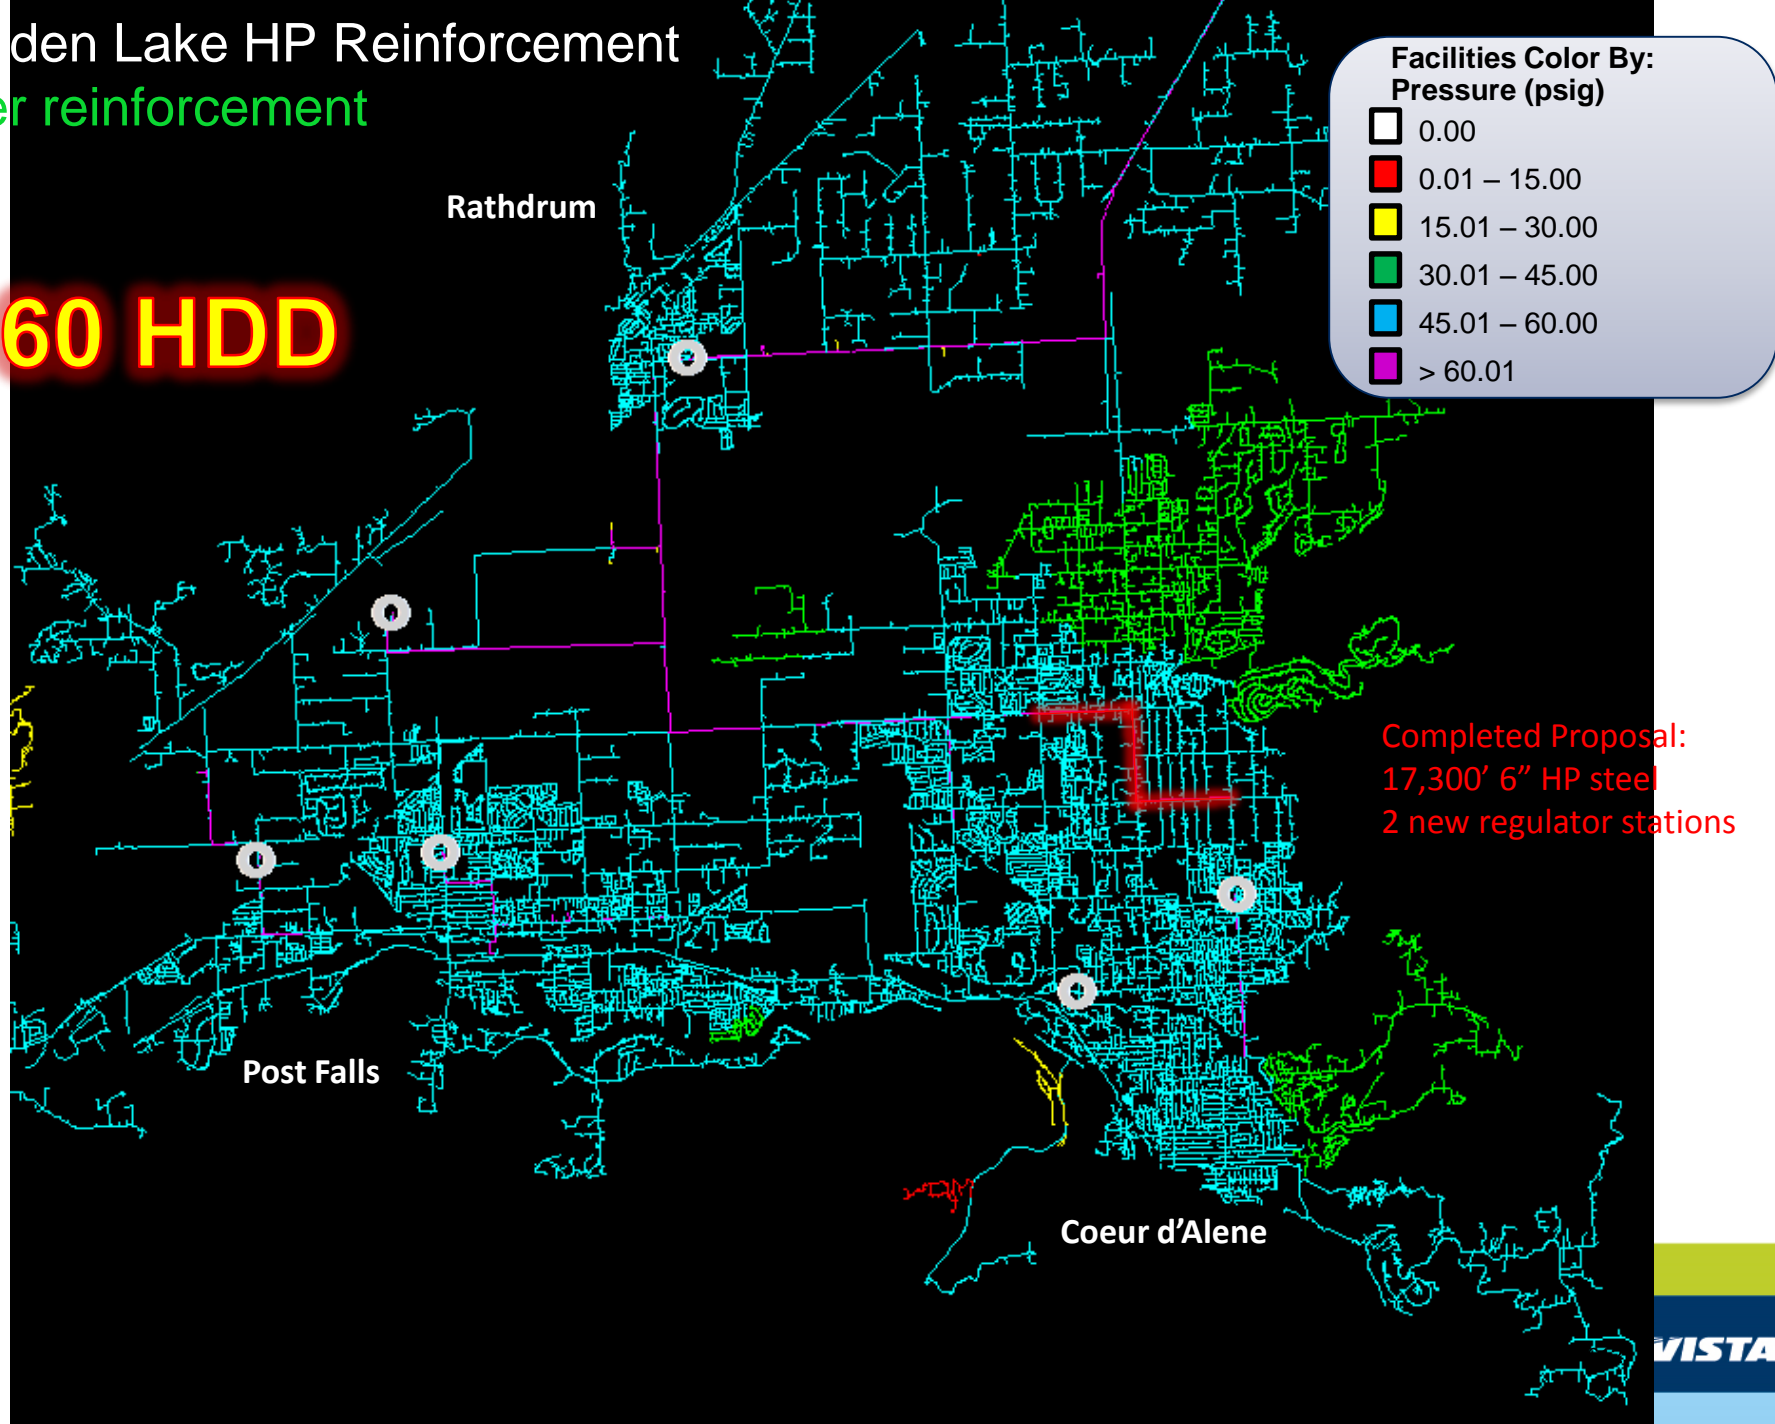 den Lake HP Reinforcement
er reinforcement
Facilities Color By:
Pressure (psig)
0.00
0.01 – 15.00
15.01 – 30.00
30.01 – 45.00
45.01 – 60.00
> 60.01
Rathdrum
60 HDD
Completed Proposal:
17,300’ 6” HP steel
2 new regulator stations
Post Falls
Coeur d’Alene
VISTA